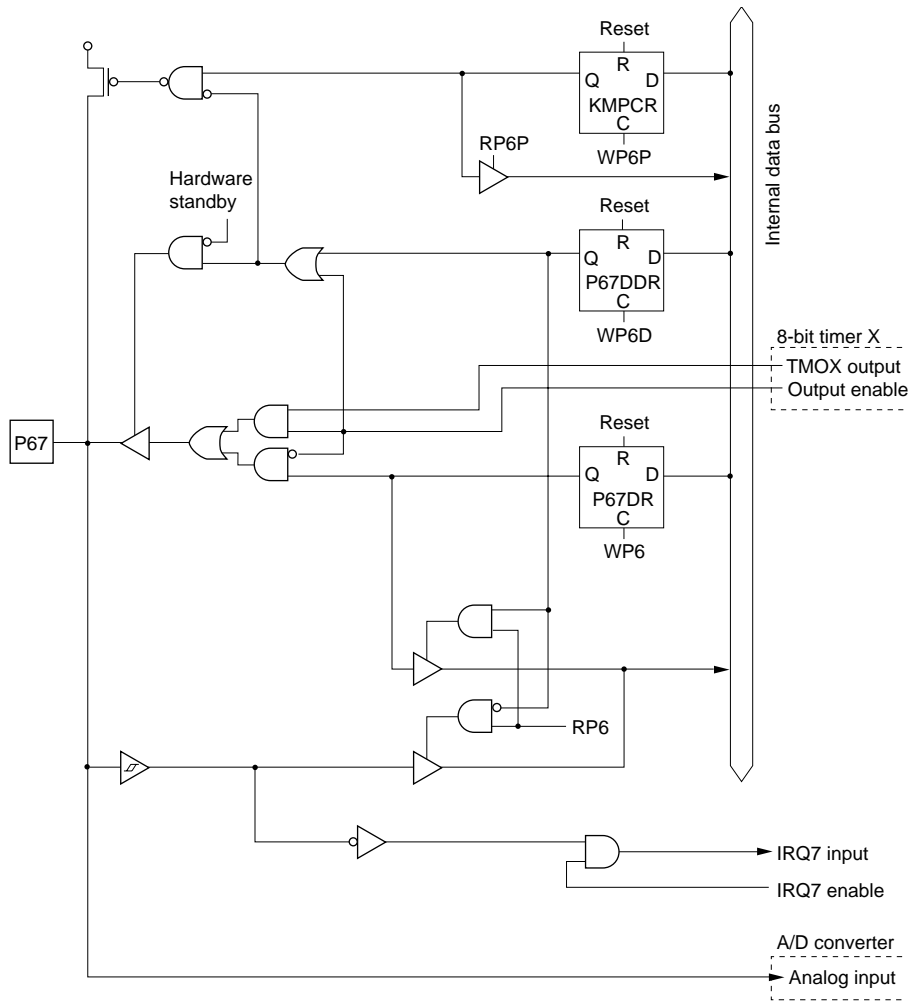 Reset
R
Q D
KMPCR
C
WP6P
RP6P
Internal data bus
Hardware
standby
Reset
R
Q D
P67DDR
C
WP6D
8-bit timer X
TMOX output
Output enable
P67
Reset
R
Q D
P67DR
C
WP6
RP6
IRQ7 input
IRQ7 enable
A/D converter
Analog input